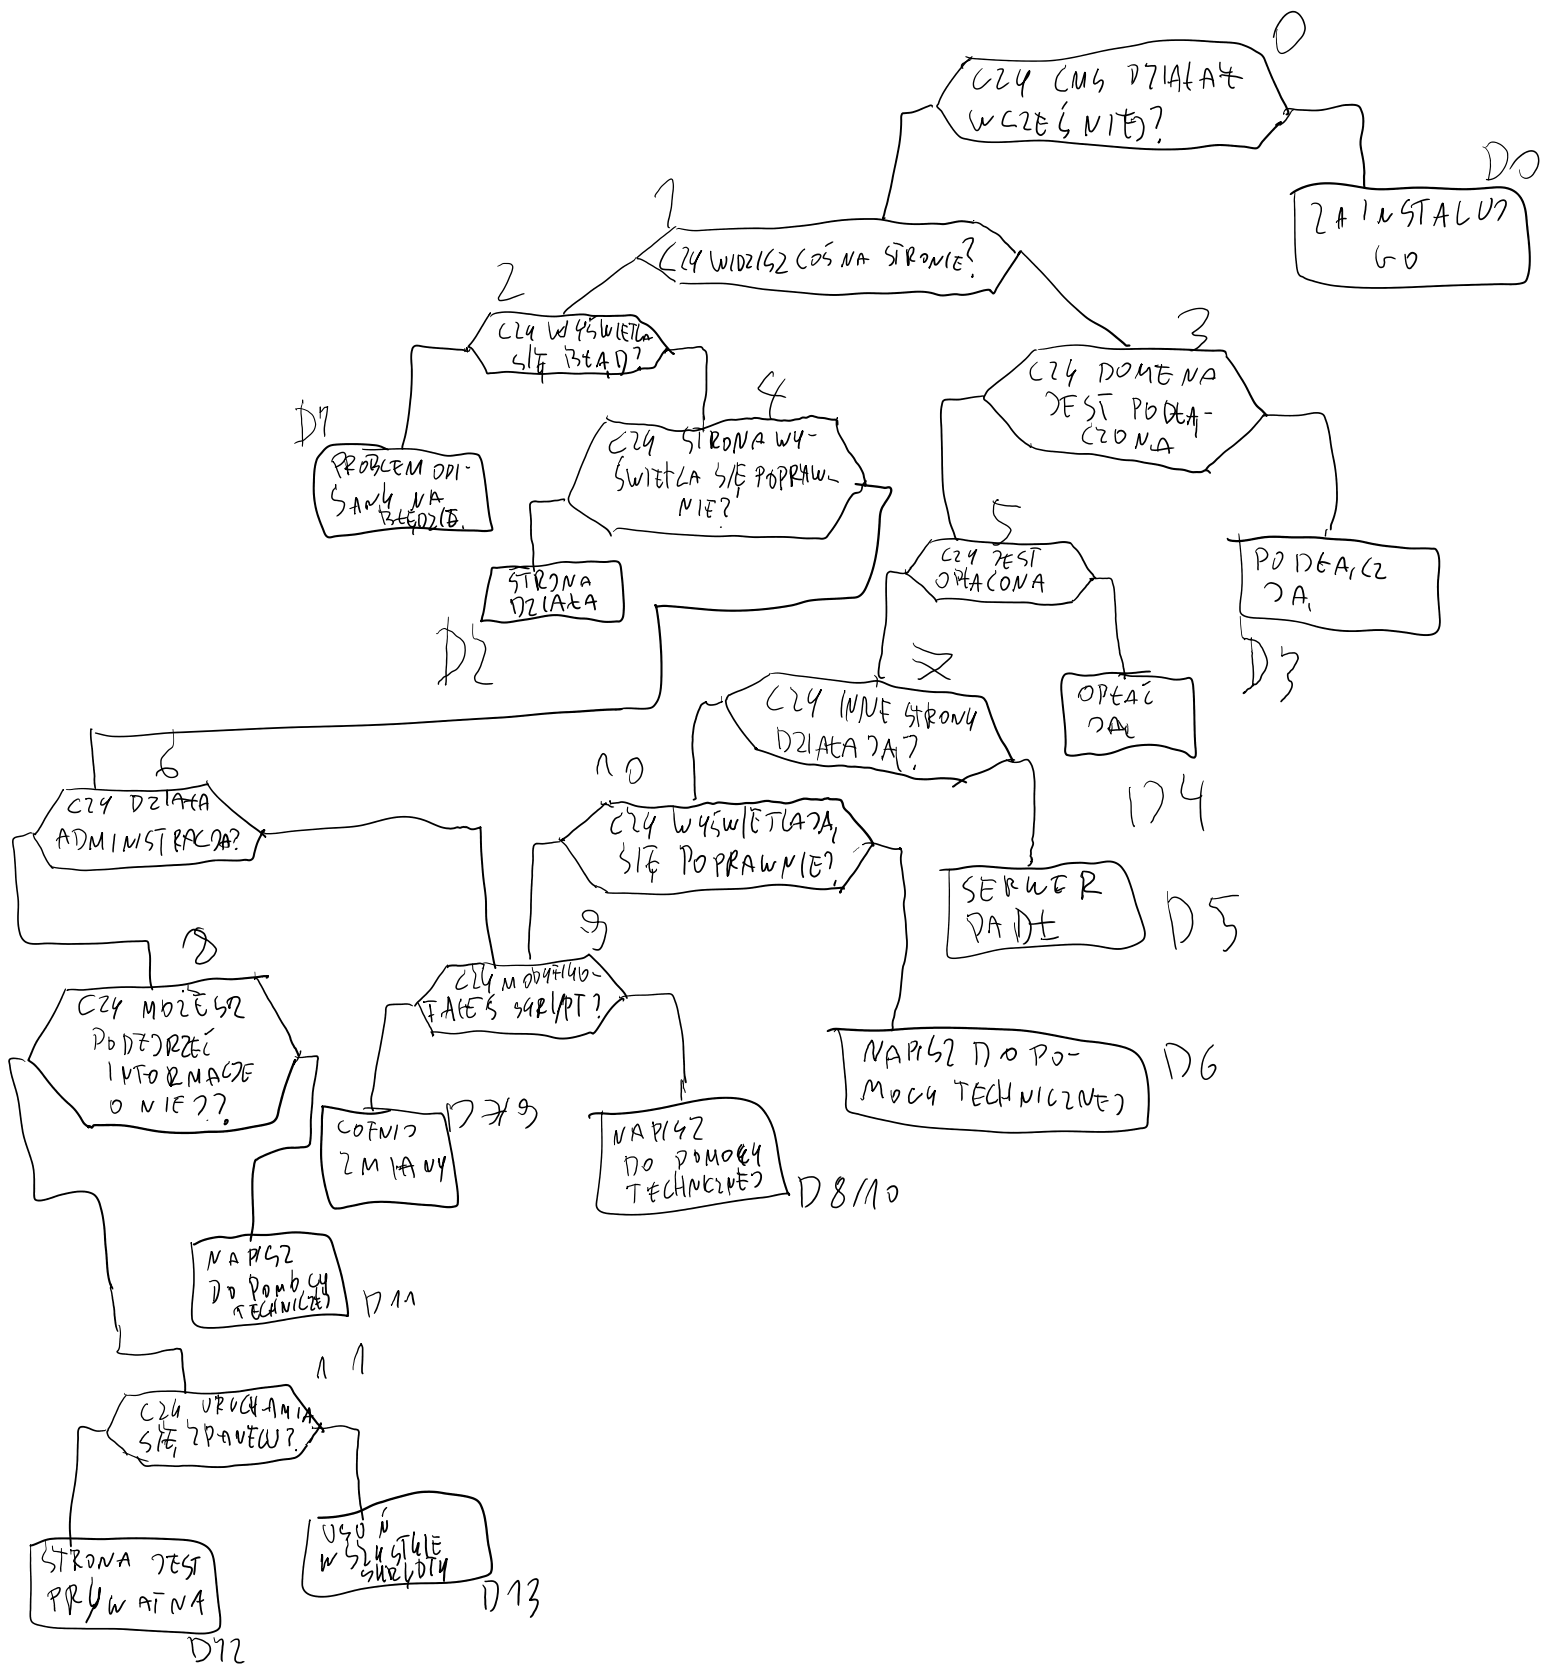 0
CZY CMS DZIAŁAŁ
WCZEŚNIEJ?
D0
ZAINSTALUJ
GO
1
CZY WIDZISZ COŚ NA STRONIE?
2
CZY WYŚWIETLA
SIĘ BŁĄD?
3
CZY DOMENA
JEST PODŁĄ-
CZONA
D1
PROBLEM OPI-
SANY NA
BŁĘDZIE.
4
CZY STRONA WY-
ŚWIETLA SIĘ POPRAW-
NIE?
5
CZY JEST
OPŁACONA
PODŁĄCZ
JĄ
D3
STRONA
DZIAŁA
D2
7
CZY INNE STRONY
DZIAŁAJĄ?
OPŁAĆ
JĄ
D4
6
CZY DZIAŁA
ADMINISTRACJA?
10
CZY WYŚWIETLAJĄ
SIĘ POPRAWNIE?
SERWER
PADŁ
D5
8
CZY MOŻESZ
PODEJRZEĆ
INFORMACJE
O NIEJ?
9
CZY MODYFIKO-
WAŁEŚ SKRYPT?
NAPISZ DO PO-
MOCY TECHNICZNEJ
D6
COFNIJ
ZMIANY
D7/9
NAPISZ
DO POMOCY
TECHNICZNEJ
D8/10
NAPISZ
DO POMOCY
TECHNICZEJ
D11
11
CZY URUCHAMIA
SIĘ Z PANELU?
STRONA JEST
PRYWATNA
D12
USUŃ
WSZYSTKIE
SKRYPTY
D13